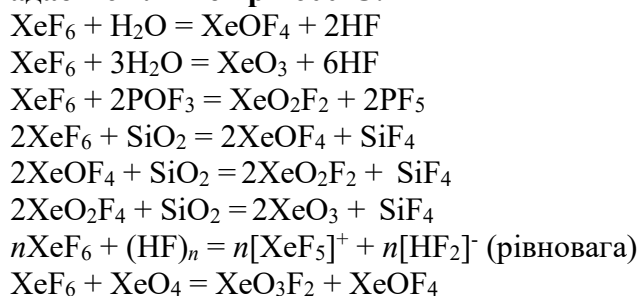 XeF₆ + H₂O = XeOF₄ + 2HF
XeF₆ + 3H₂O = XeO₃ + 6HF
XeF₆ + 2POF₃ = XeO₂F₂ + 2PF₅
2XeF₆ + SiO₂ = 2XeOF₄ + SiF₄
2XeOF₄ + SiO₂ = 2XeO₂F₂ + SiF₄
2XeO₂F₄ + SiO₂ = 2XeO₃ + SiF₄
nXeF₆ + (HF)ₙ = n[XeF₅]⁺ + n[HF₂]⁻ (рівновага)
XeF₆ + XeO₄ = XeO₃F₂ + XeOF₄